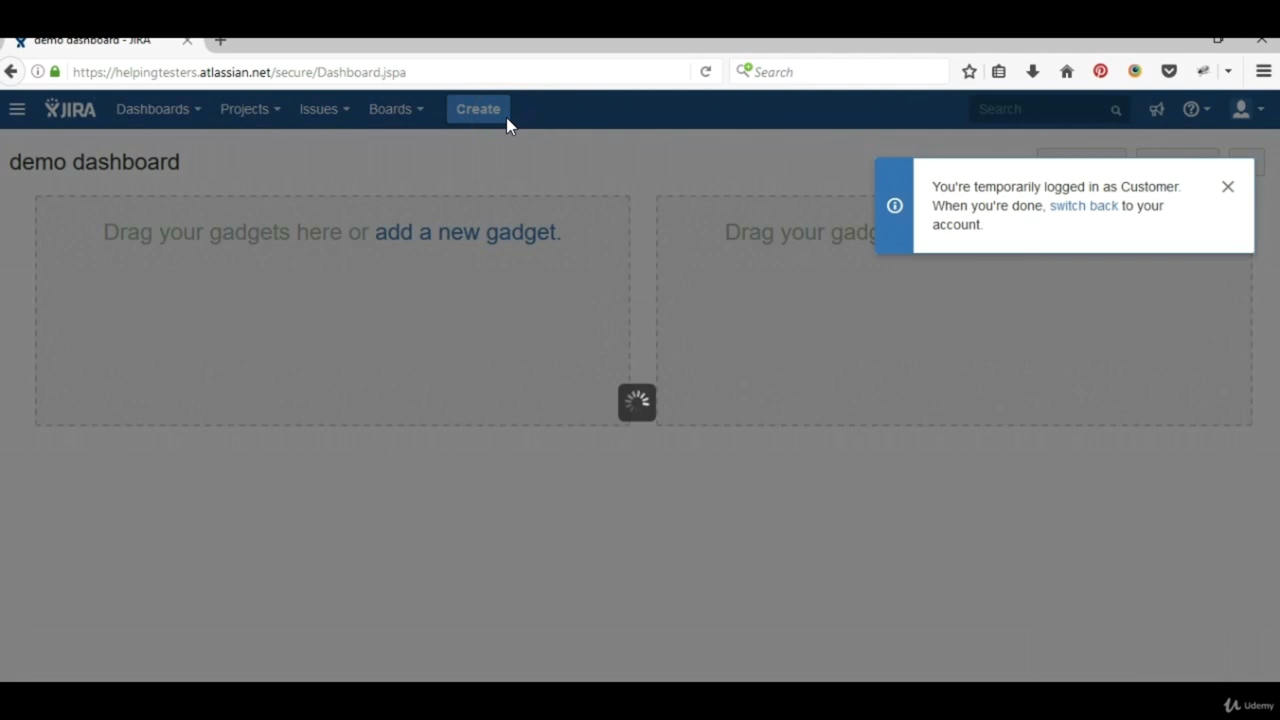 demo dashboard - JIRA
https://helpingtesters.atlassian.net/secure/Dashboard.jspa
Search
JIRA
Dashboards
Projects
Issues
Boards
Create
Search
demo dashboard
You're temporarily logged in as Customer.
When you're done, switch back to your
account.
Drag your gadgets here or add a new gadget.
Drag your gadg
Udemy